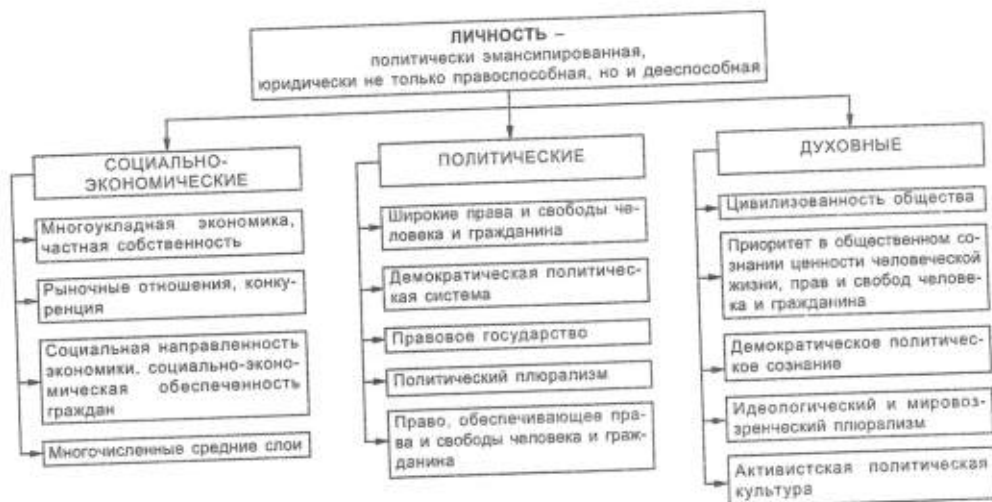 ЛИЧНОСТЬ –
политически эмансипированная,
юридически не только правоспособная, но и дееспособная
СОЦИАЛЬНО-
ЭКОНОМИЧЕСКИЕ
Многоукладная экономика,
частная собственность
Рыночные отношения, конку-
ренция
Социальная направленность
экономики, социально-эконо-
мическая обеспеченность
граждан
Многочисленные средние слои
ПОЛИТИЧЕСКИЕ
Широкие права и свободы че-
ловека и гражданина
Демократическая политичес-
кая система
Правовое государство
Политический плюрализм
Право, обеспечивающее пра-
ва и свободы человека и граж-
данина
ДУХОВНЫЕ
Цивилизованность общества
Приоритет в общественном со-
знании ценности человеческой
жизни, прав и свобод челове-
ка и гражданина
Демократическое политичес-
кое сознание
Идеологический и мировоз-
зренческий плюрализм
Активистская политическая
культура